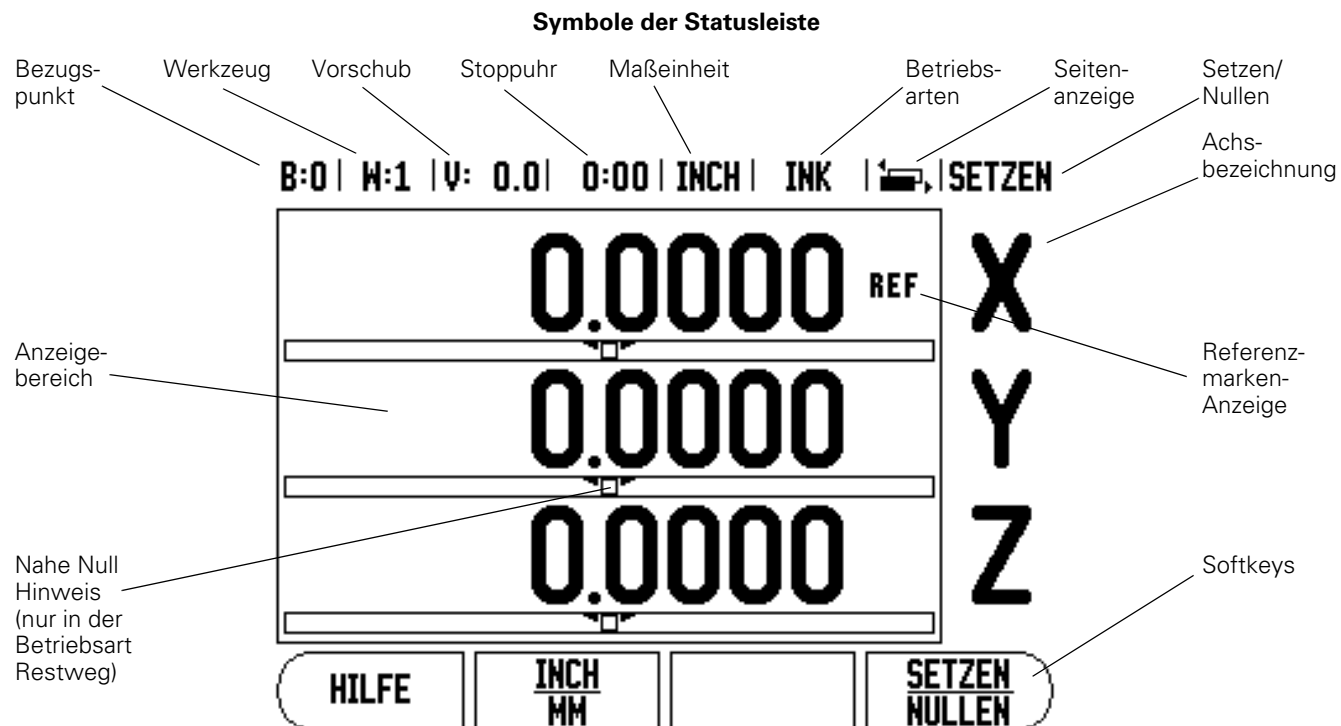 Symbole der Statusleiste
Bezugs-
punkt
Werkzeug
Vorschub
Stoppuhr
Maßeinheit
Betriebs-
arten
Seiten-
anzeige
Setzen/
Nullen
Achs-
bezeichnung
B:0 | W:1 | V: 0.0 | 0:00 | INCH | INK | | SETZEN
0.0000 REF X
Anzeige-
bereich
0.0000 Y
Referenz-
marken-
Anzeige
0.0000 Z
Nahe Null
Hinweis
(nur in der
Betriebsart
Restweg)
Softkeys
HILFE
INCH
MM
SETZEN
NULLEN